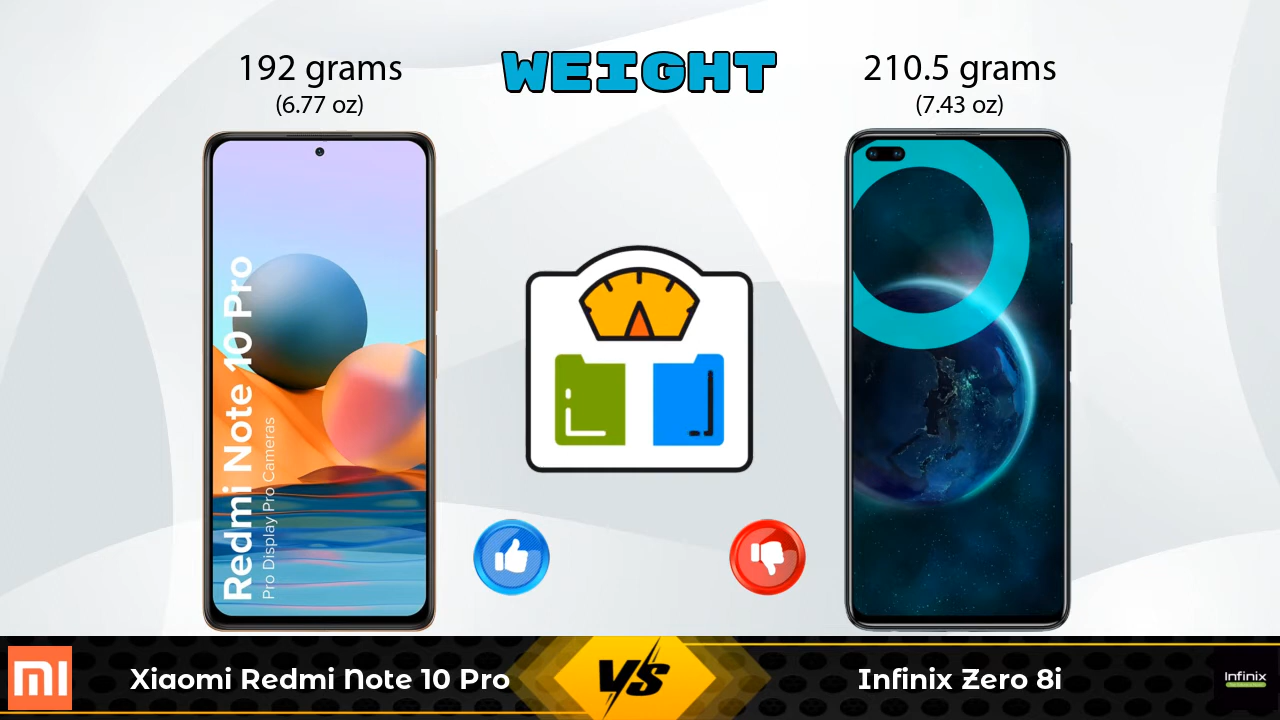 WEIGHT
192 grams
(6.77 oz)
210.5 grams
(7.43 oz)
Redmi Note 10 Pro
Pro Display Pro Cameras
MI
Xiaomi Redmi Note 10 Pro
VS
Infinix Zero 8i
Infinix